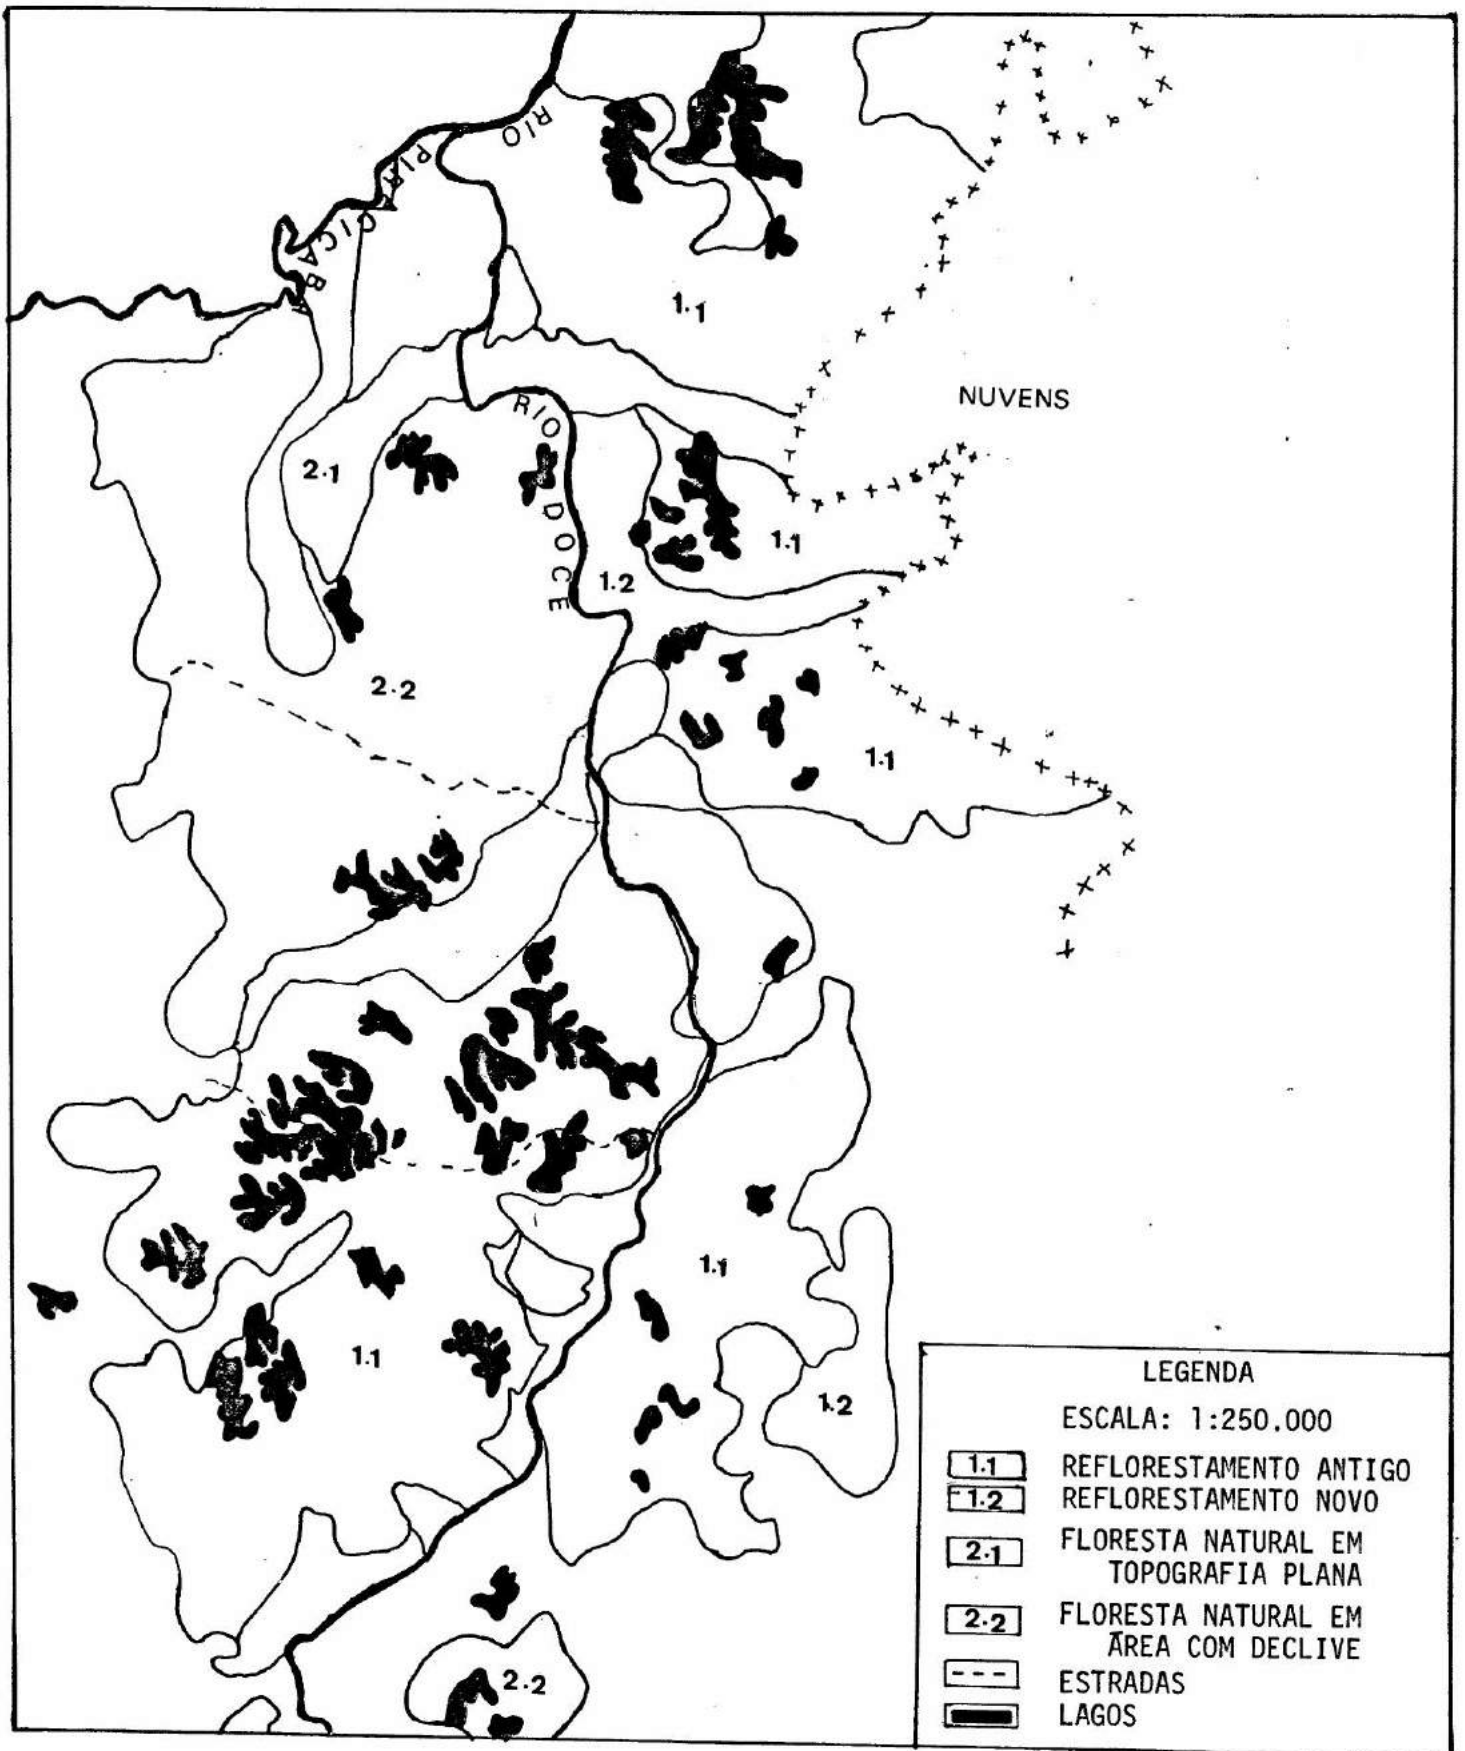 RIO
PIRACICABA
1.1
NUVENS
RIO DOCE
2.1
1.1
1.2
2.2
1.1
1.1
1.1
1.2
2.2
LEGENDA
ESCALA: 1:250.000
1.1 REFLORESTAMENTO ANTIGO
1.2 REFLORESTAMENTO NOVO
2.1 FLORESTA NATURAL EM
TOPOGRAFIA PLANA
2.2 FLORESTA NATURAL EM
ÁREA COM DECLIVE
ESTRADAS
LAGOS